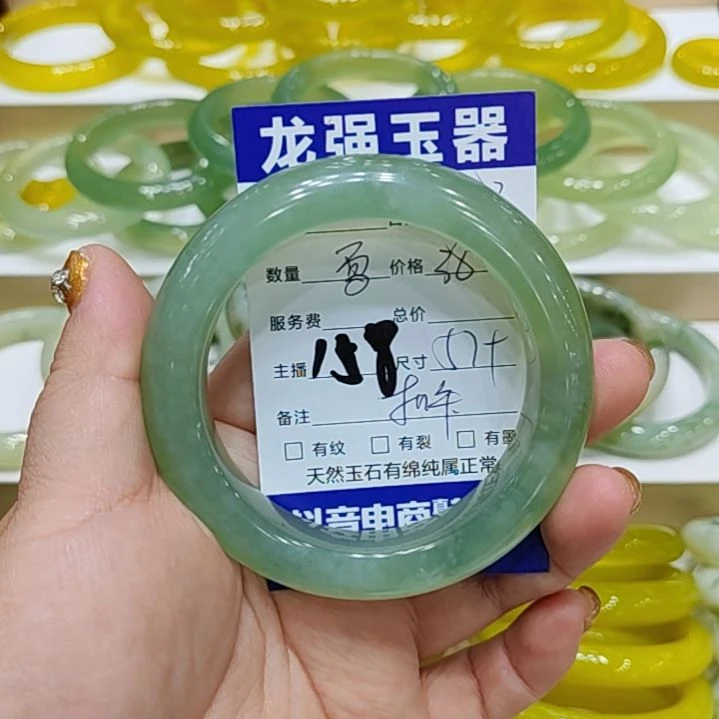 龙强玉器
数量 价格
服务费 总价
主播 158 尺寸 57+
备注
有纹 有裂 有
天然玉石有绵纯属正常
抖音电商